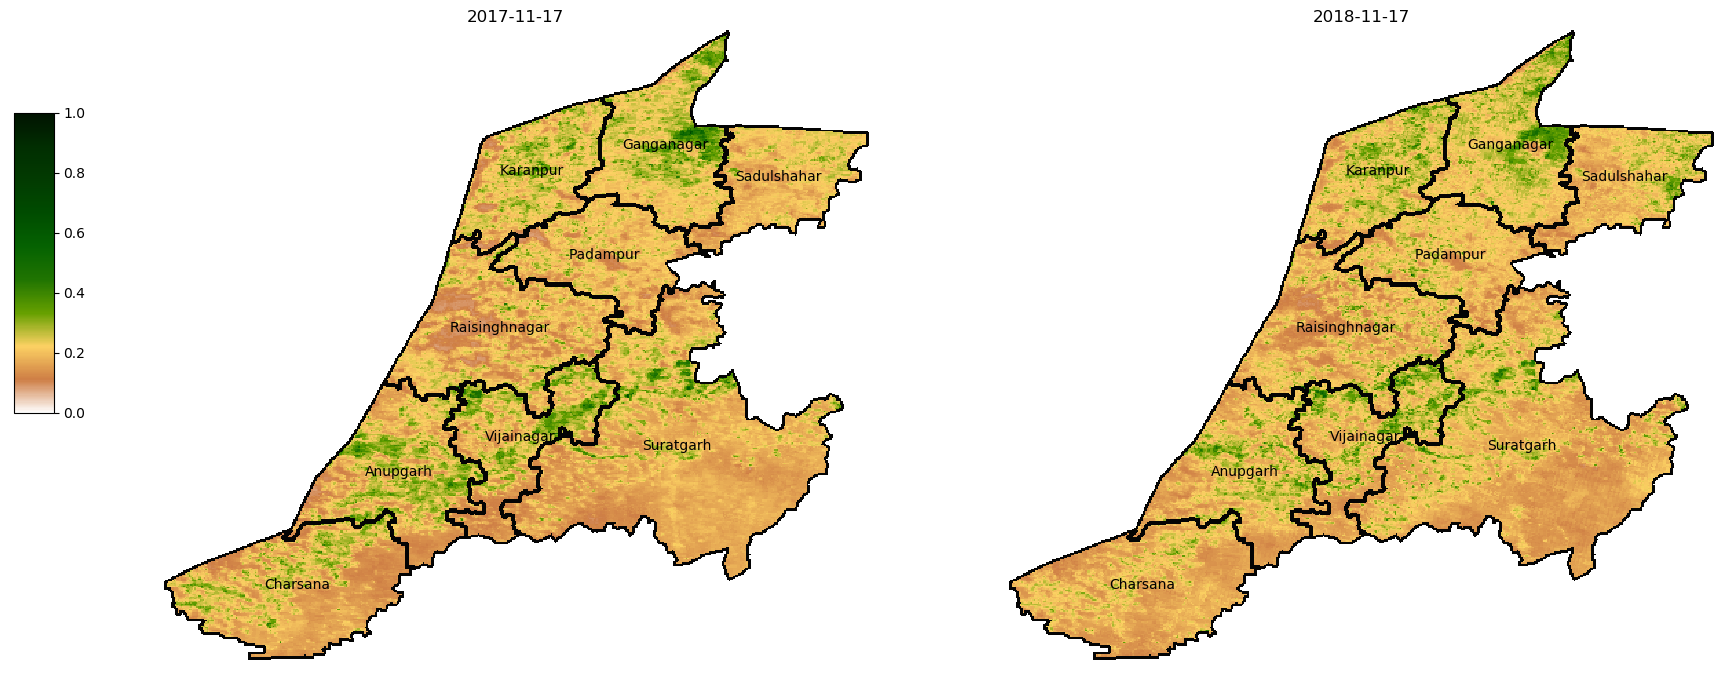 2017-11-17
2018-11-17
1.0
0.8
0.6
0.4
0.2
0.0
Ganganagar
Karanpur
Sadulshahar
Padampur
Raisinghnagar
Vijainagar
Suratgarh
Anupgarh
Charsana
Ganganagar
Karanpur
Sadulshahar
Padampur
Raisinghnagar
Vijainagar
Suratgarh
Anupgarh
Charsana